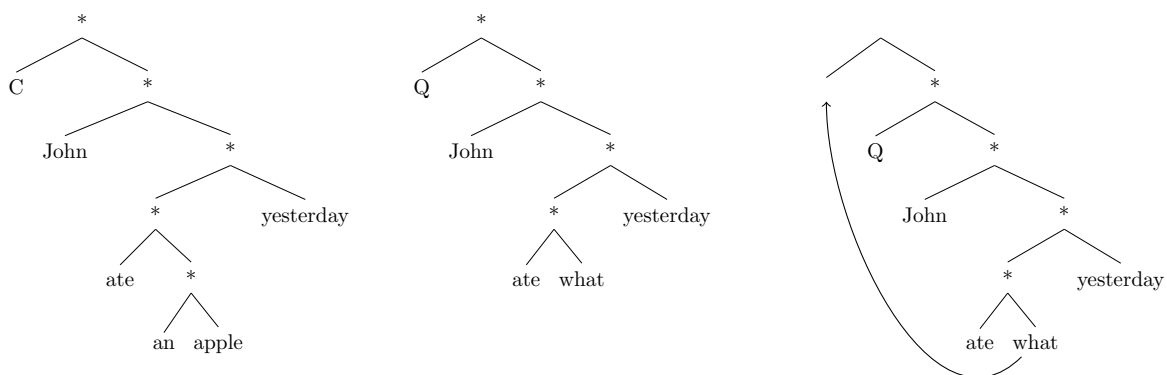 * * 
C * Q * *
John * John * Q *
* yesterday * yesterday John *
ate * ate what * yesterday
an apple ate what